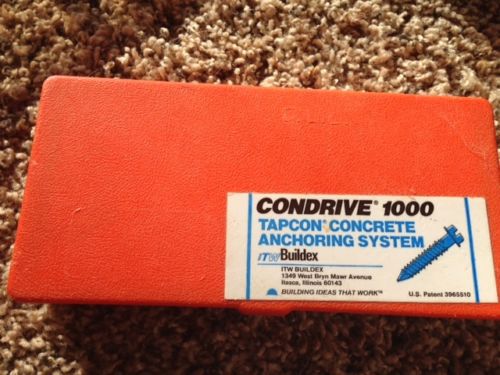 CONDRIVE® 1000
TAPCON® CONCRETE
ANCHORING SYSTEM
ITW Buildex
ITW BUILDEX
1349 West Bryn Mawr Avenue
Itasca, Illinois 60143
BUILDING IDEAS THAT WORK™
U.S. Patent 3965510